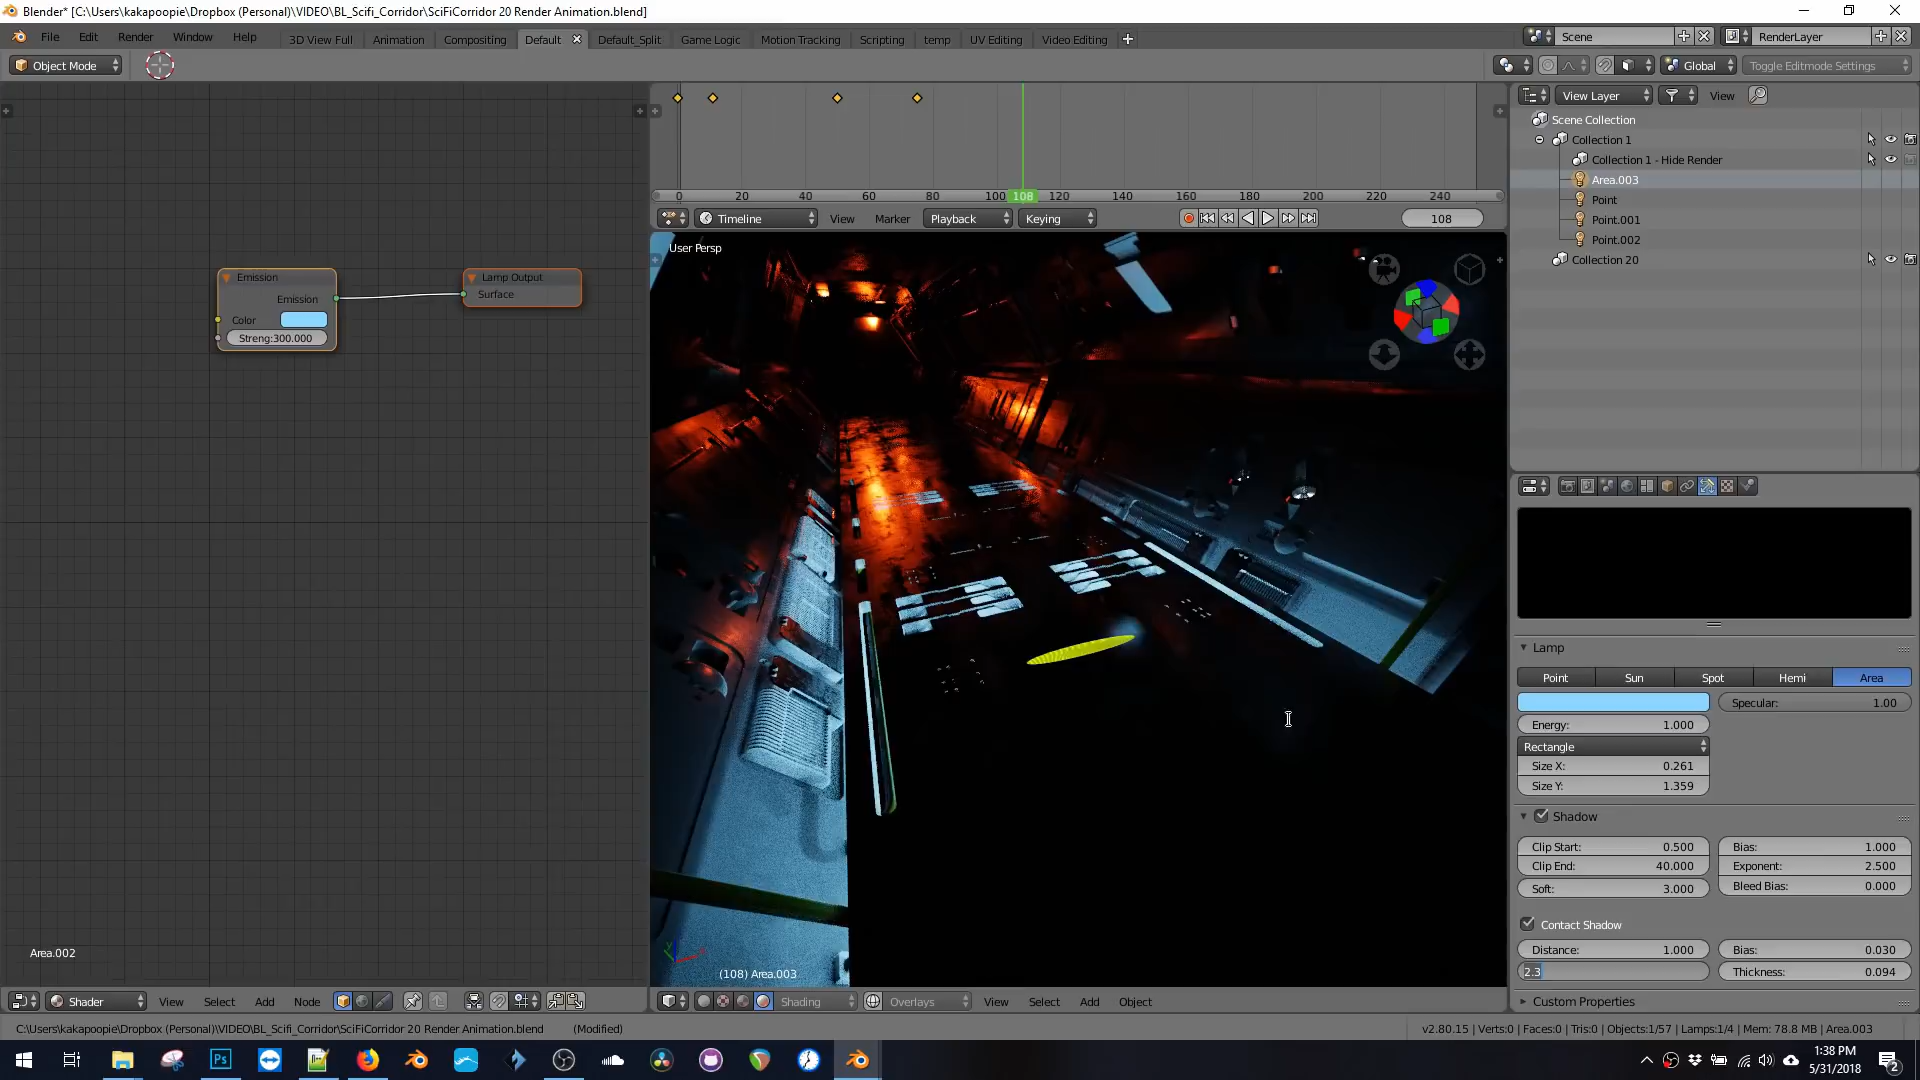 Blender* [C:\Users\kakapoopie\Dropbox (Personal)\VIDEO\BL_Scifi_Corridor\SciFiCorridor 20 Render Animation.blend]
File Edit Render Window Help 3D View Full Animation Compositing Default Default_Split Game Logic Motion Tracking Scripting temp UV Editing Video Editing Scene RenderLayer
Object Mode Global Toggle Editmode Settings
View Layer View
Scene Collection
Collection 1
Collection 1 - Hide Render
Area.003
Point
Point.001
Point.002
Collection 20
0 20 40 60 80 100 108 120 140 160 180 200 220 240
Timeline View Marker Playback Keying 108
User Persp
Emission
Emission
Color
Streng:300.000
Lamp Output
Surface
Area.002
(108) Area.003
Lamp
Point Sun Spot Hemi Area
Specular: 1.00
Energy: 1.000
Rectangle
Size X: 0.261
Size Y: 1.359
Shadow
Clip Start: 0.500 Bias: 1.000
Clip End: 40.000 Exponent: 2.500
Soft: 3.000 Bleed Bias: 0.000
Contact Shadow
Distance: 1.000 Bias: 0.030
2.3 Thickness: 0.094
Custom Properties
Shader View Select Add Node Shading Overlays View Select Add Object
C:\Users\kakapoopie\Dropbox (Personal)\VIDEO\BL_Scifi_Corridor\SciFiCorridor 20 Render Animation.blend (Modified) v2.80.15 | Verts:0 | Faces:0 | Tris:0 | Objects:1/57 | Lamps:1/4 | Mem: 78.8 MB | Area.003
Ps
1:38 PM
5/31/2018
2